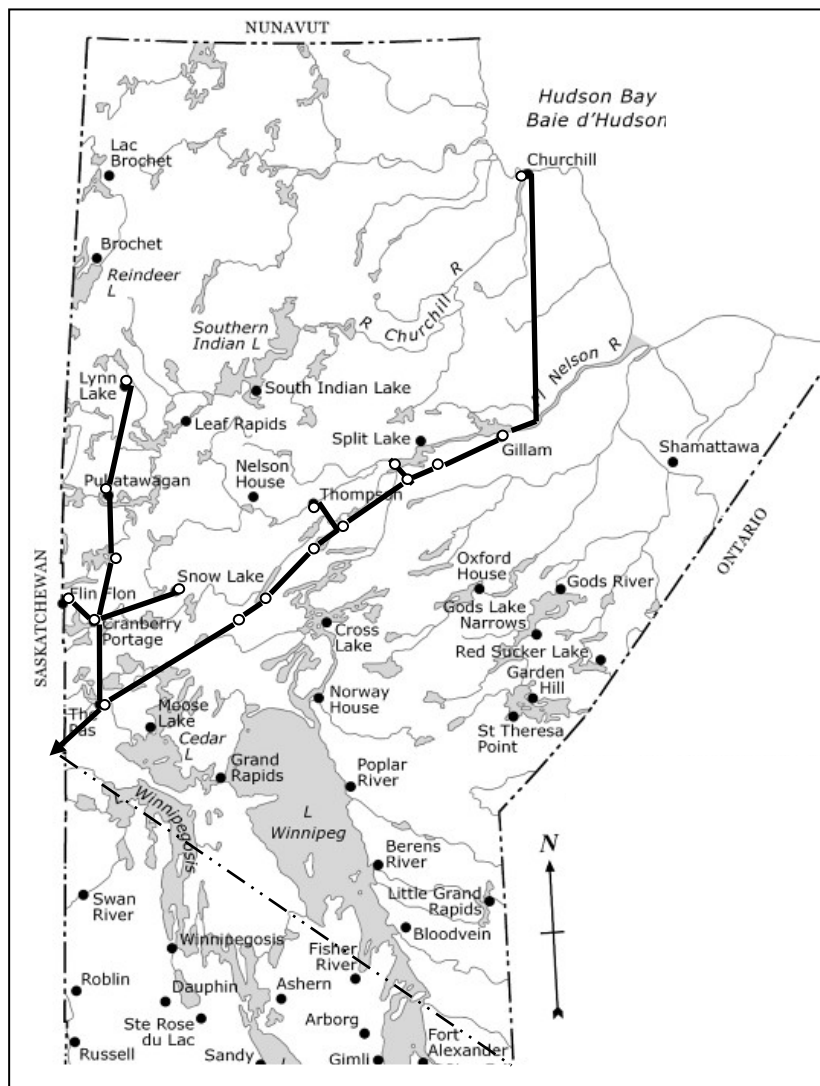 NUNAVUT
Hudson Bay
Baie d'Hudson
Lac
Brochet
Churchill
Brochet
Reindeer
L
R
Churchill
R
Southern
Indian L
Lynn
Lake
South Indian Lake
Leaf Rapids
Nelson R
Split Lake
Gillam
Shamattawa
Pukatawagan
Nelson
House
Thompson
ONTARIO
SASKATCHEWAN
Flin Flon
Snow Lake
Cranberry
Portage
Oxford
House
Gods River
Gods Lake
Narrows
Cross
Lake
Red Sucker Lake
Garden
Hill
St Theresa
Point
The
Pas
Moose
Lake
Norway
House
Cedar
L
Grand
Rapids
Poplar
River
Winnipegosis
L
Winnipeg
N
Berens
River
Swan
River
Little Grand
Rapids
Bloodvein
Winnipegosis
Fisher
River
Roblin
Dauphin
Ashern
Ste Rose
du Lac
Arborg
Russell
Sandy
Gimli
Fort
Alexander